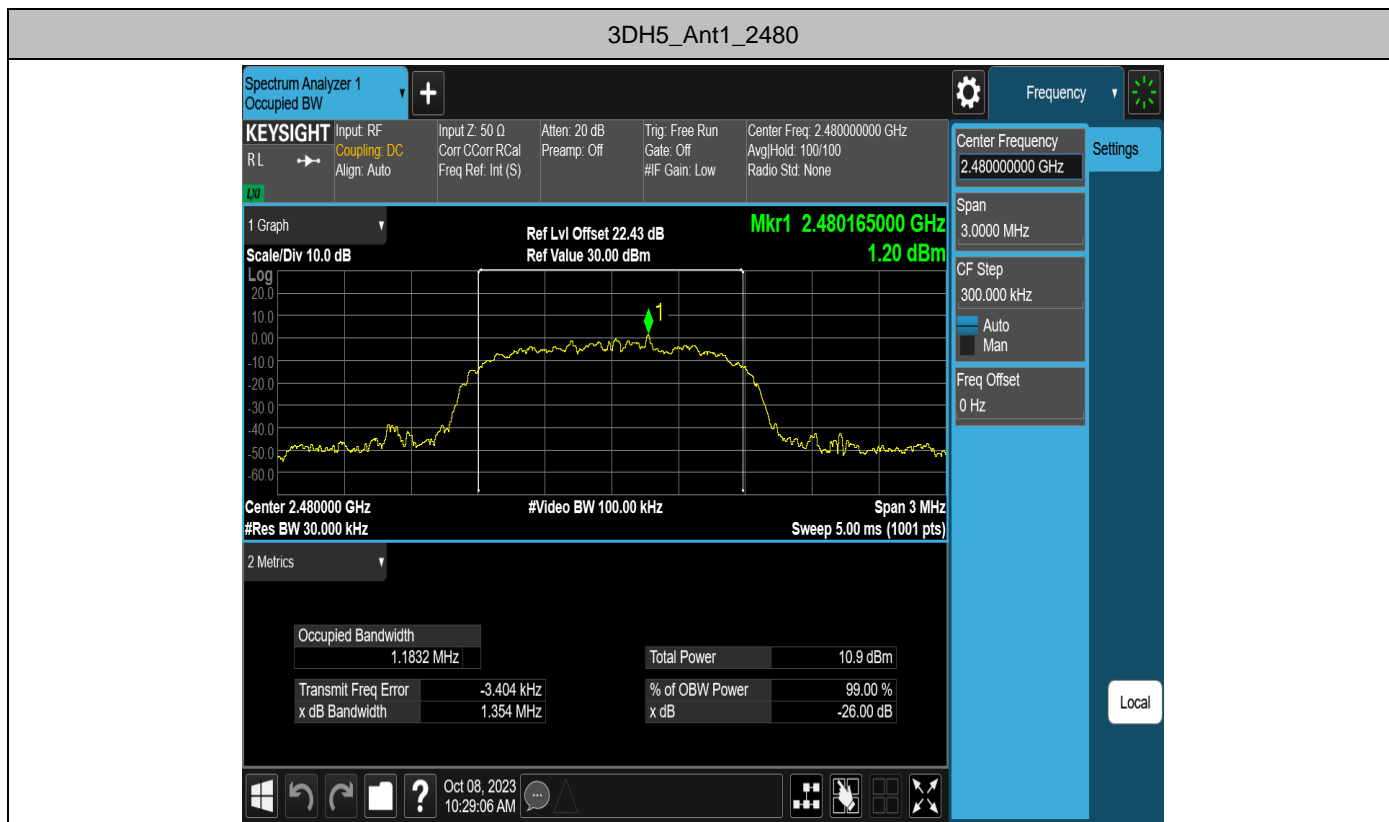 3DH5_Ant1_2480
Spectrum Analyzer 1
Occupied BW
+
Frequency
KEYSIGHT
R L
LXI
Input: RF
Coupling: DC
Align: Auto
Input Z: 50 Ω
Corr CCorr RCal
Freq Ref: Int (S)
Atten: 20 dB
Preamp: Off
Trig: Free Run
Gate: Off
#IF Gain: Low
Center Freq: 2.480000000 GHz
Avg|Hold: 100/100
Radio Std: None
Center Frequency
2.480000000 GHz
Settings
Span
3.0000 MHz
CF Step
300.000 kHz
Auto
Man
Freq Offset
0 Hz
Local
1 Graph
Scale/Div 10.0 dB
Ref Lvl Offset 22.43 dB
Ref Value 30.00 dBm
Mkr1 2.480165000 GHz
1.20 dBm
Log
20.0
10.0
0.00
-10.0
-20.0
-30.0
-40.0
-50.0
-60.0
1
Center 2.480000 GHz
#Res BW 30.000 kHz
#Video BW 100.00 kHz
Span 3 MHz
Sweep 5.00 ms (1001 pts)
2 Metrics
Occupied Bandwidth
1.1832 MHz
Total Power 10.9 dBm
Transmit Freq Error -3.404 kHz
x dB Bandwidth 1.354 MHz
% of OBW Power 99.00 %
x dB -26.00 dB
?
Oct 08, 2023
10:29:06 AM